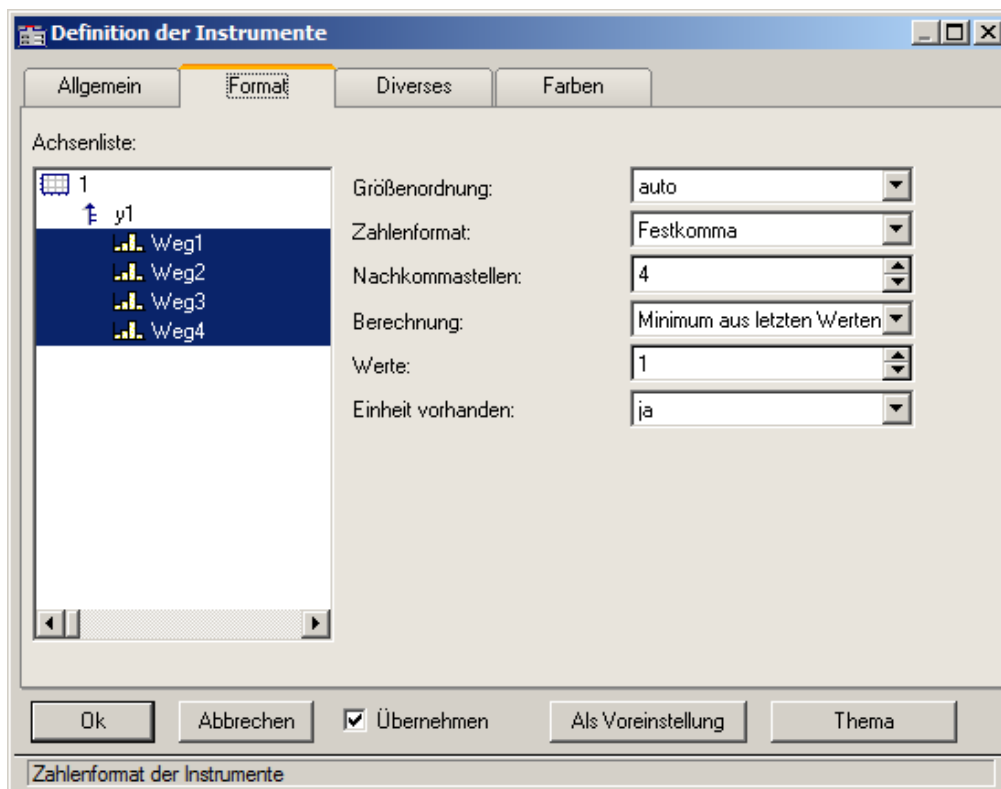 Definition der Instrumente
Allgemein Format Diverses Farben
Achsenliste:
1
y1
Weg1
Weg2
Weg3
Weg4
Größenordnung: auto
Zahlenformat: Festkomma
Nachkommastellen: 4
Berechnung: Minimum aus letzten Werten
Werte: 1
Einheit vorhanden: ja
Ok Abbrechen Übernehmen Als Voreinstellung Thema
Zahlenformat der Instrumente